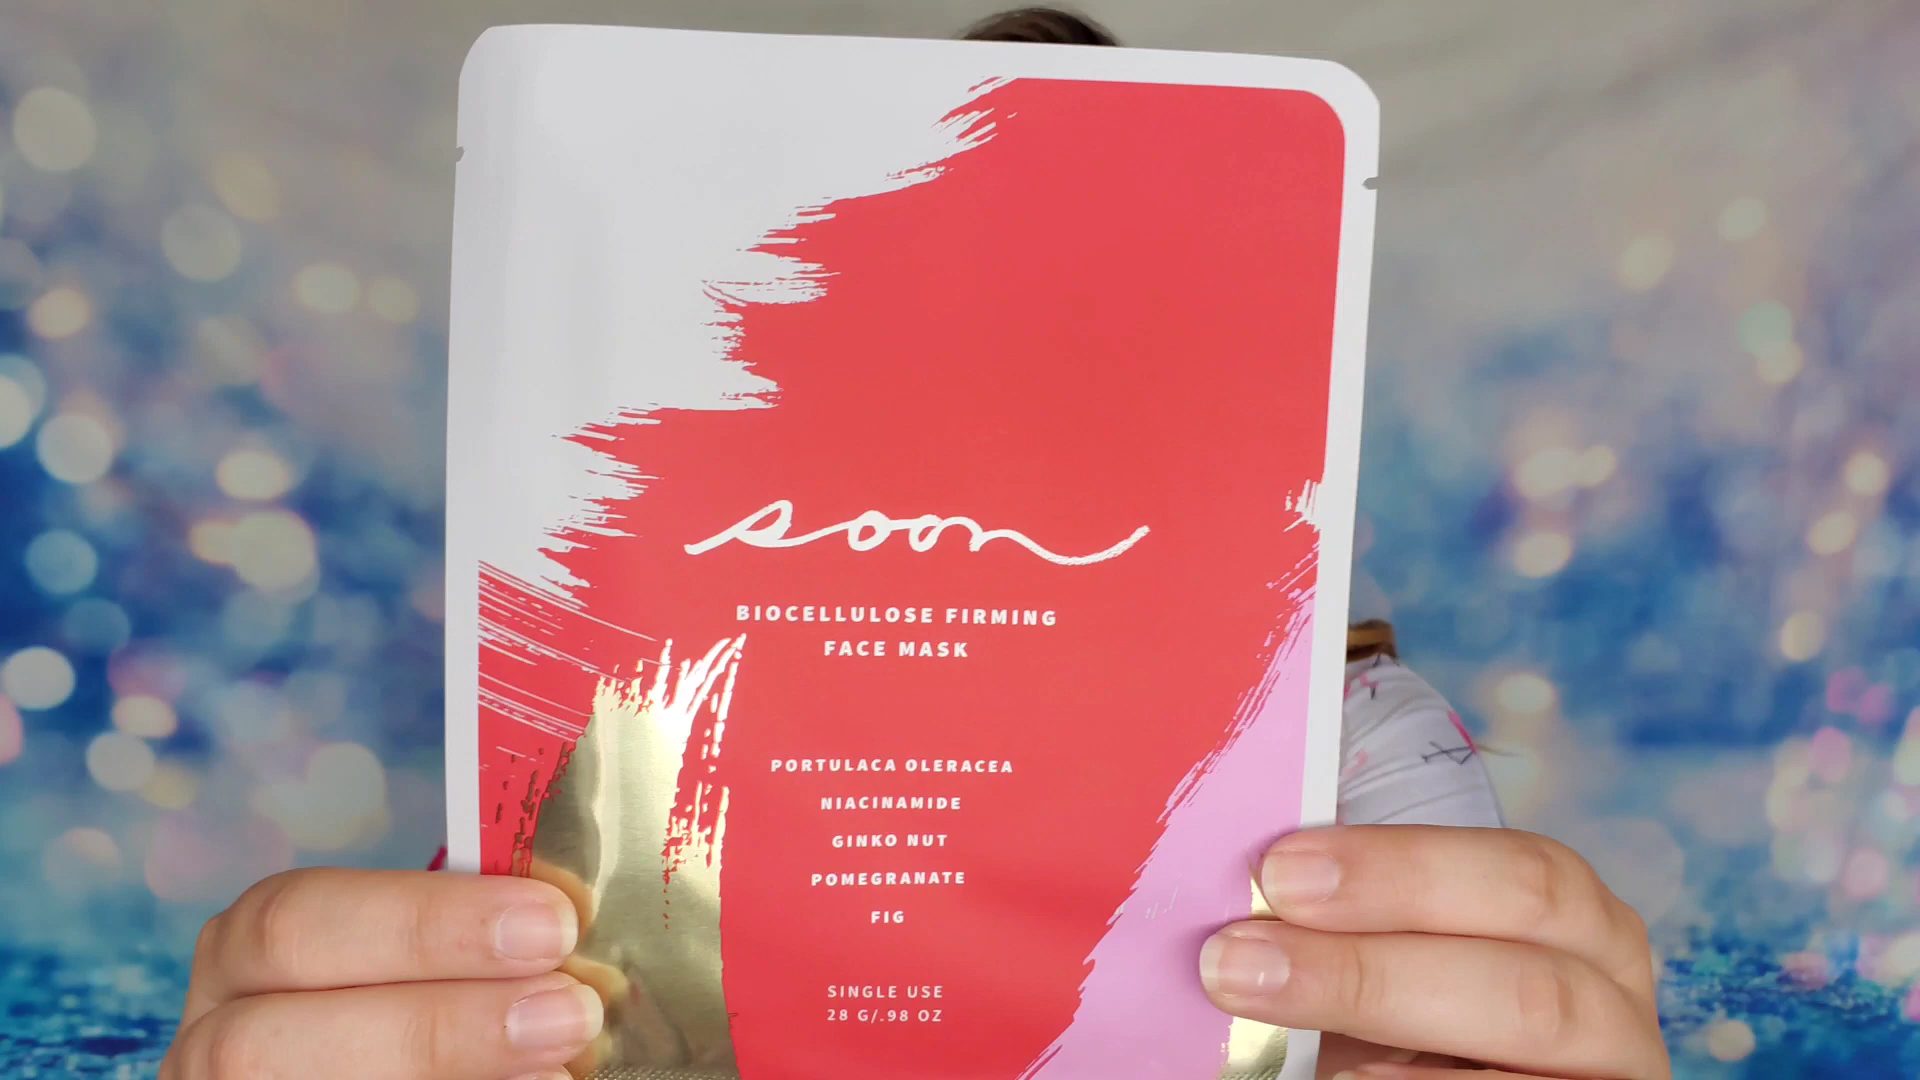 soon
BIOCELLULOSE FIRMING
FACE MASK
PORTULACA OLERACEA
NIACINAMIDE
GINKO NUT
POMEGRANATE
FIG
SINGLE USE
28 G/.98 OZ